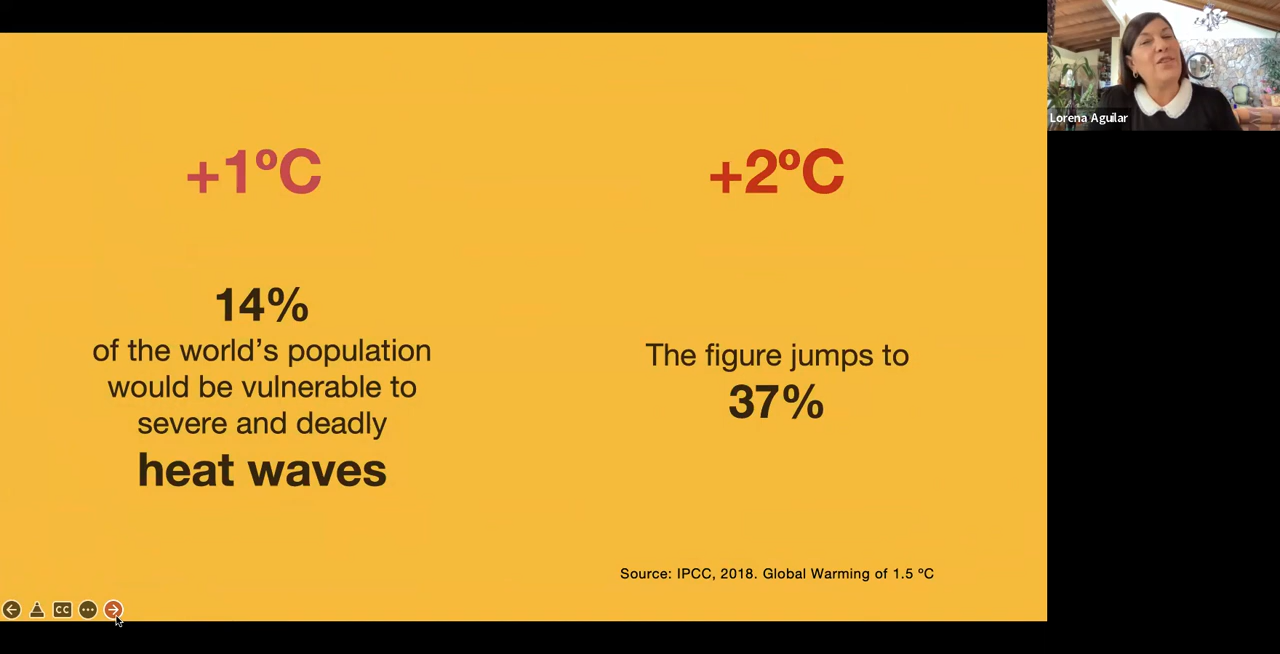 +1ºC
14%
of the world's population
would be vulnerable to
severe and deadly
heat waves
+2ºC
The figure jumps to
37%
Source: IPCC, 2018. Global Warming of 1.5 ºC
CC
Lorena Aguilar